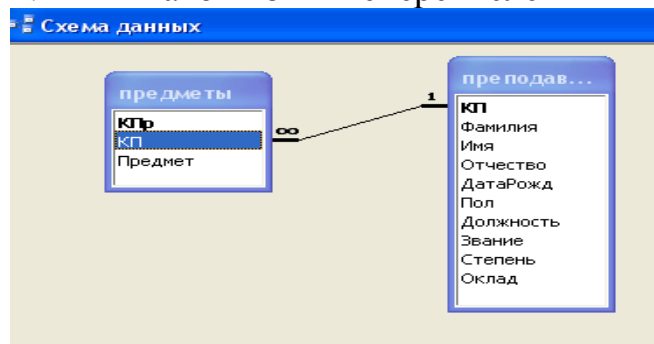 Схема данных
предметы
КПр
КП
Предмет
∞
1
преподав...
КП
Фамилия
Имя
Отчество
ДатаРожд
Пол
Должность
Звание
Степень
Оклад